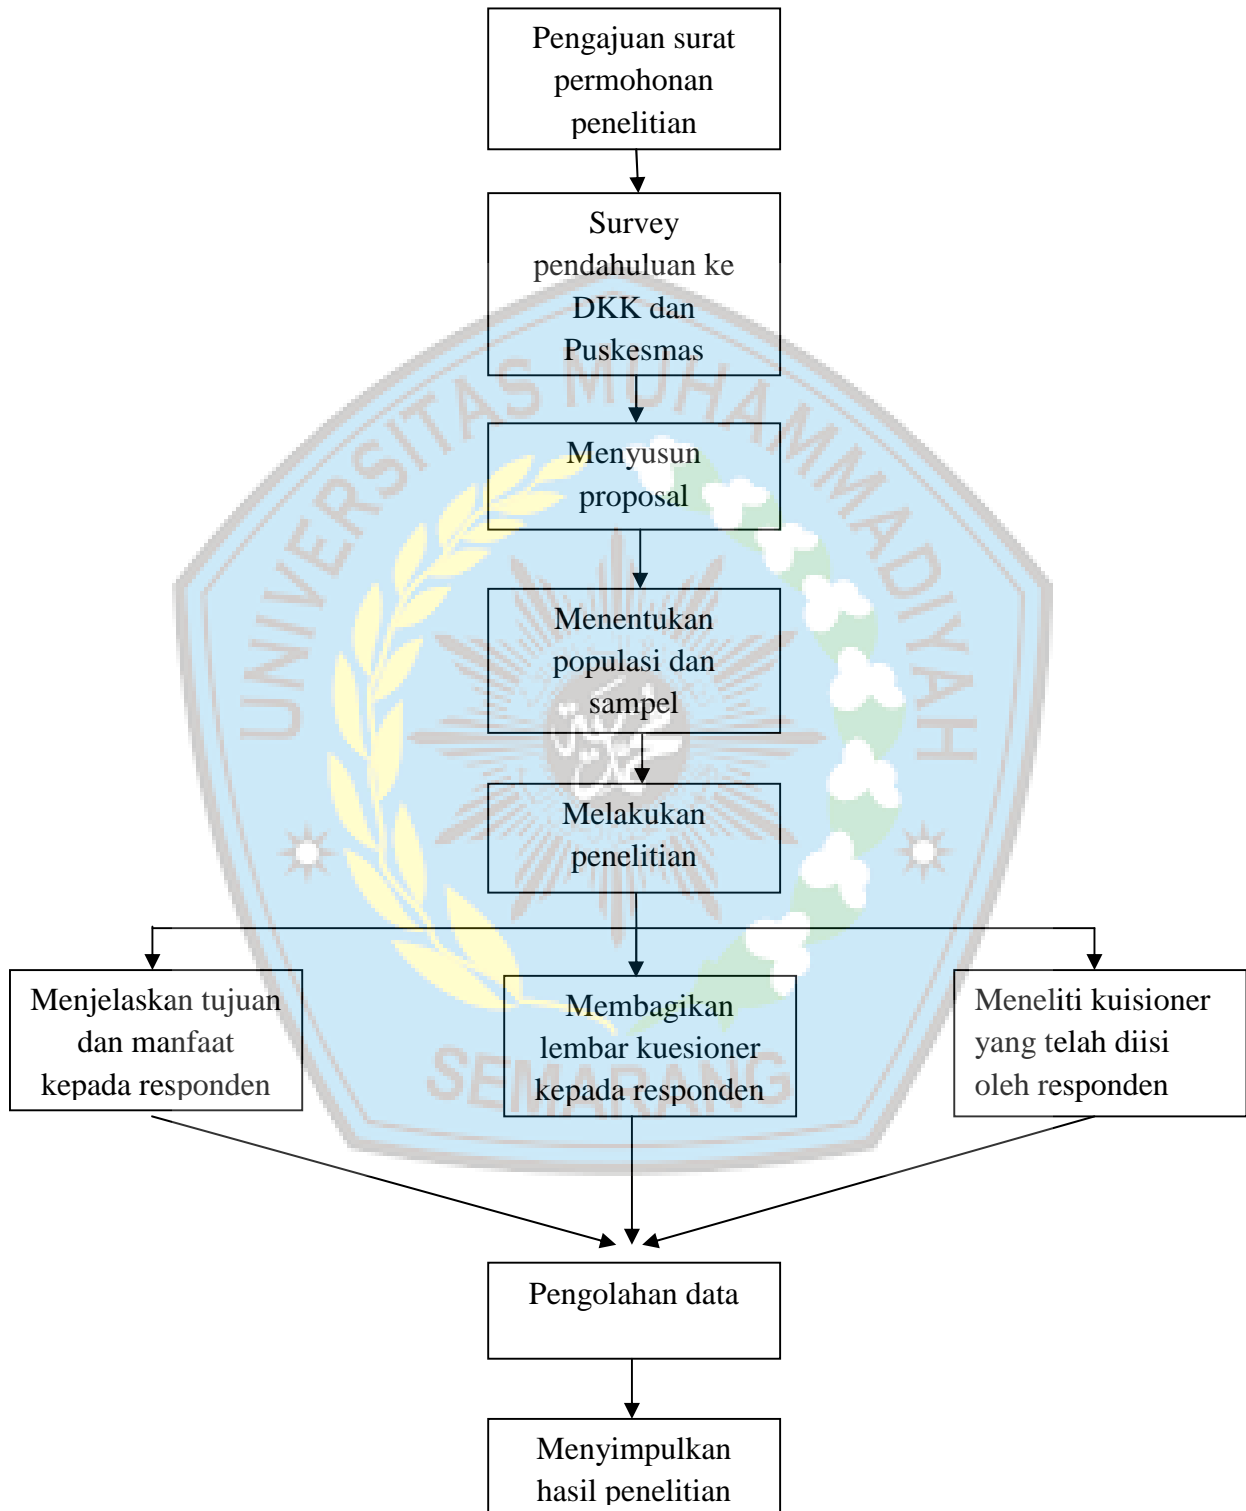 Pengajuan surat
permohonan
penelitian
Survey
pendahuluan ke
DKK dan
Puskesmas
UNIVERSITAS MUHAMMADIYAH
Menyusun
proposal
Menentukan
populasi dan
sampel
Melakukan
penelitian
Menjelaskan tujuan
dan manfaat
kepada responden
Membagikan
lembar kuesioner
kepada responden
Meneliti kuisioner
yang telah diisi
oleh responden
SEMARANG
Pengolahan data
Menyimpulkan
hasil penelitian